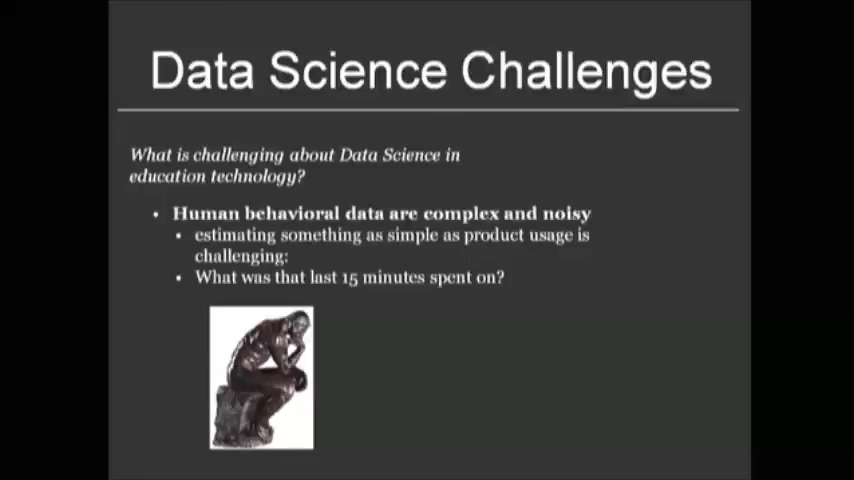 Data Science Challenges
What is challenging about Data Science in
education technology?
• Human behavioral data are complex and noisy
• estimating something as simple as product usage is
challenging:
• What was that last 15 minutes spent on?